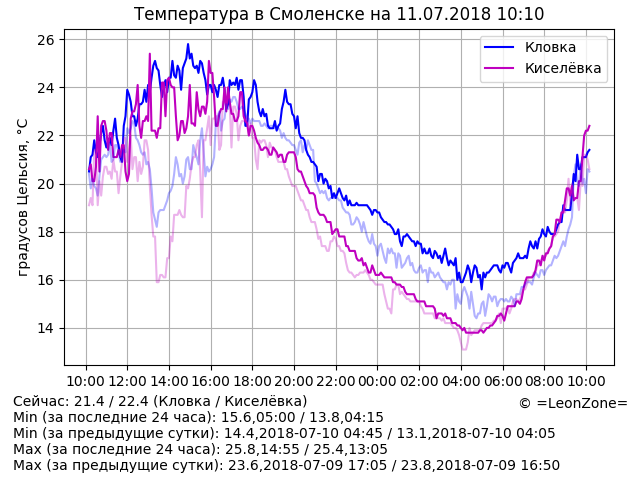 Температура в Смоленске на 11.07.2018 10:10
градусов Цельсия, °C
26
24
22
20
18
16
14
Кловка
Киселёвка
10:00 12:00 14:00 16:00 18:00 20:00 22:00 00:00 02:00 04:00 06:00 08:00 10:00
Сейчас: 21.4 / 22.4 (Кловка / Киселёвка)
© =LeonZone=
Min (за последние 24 часа): 15.6,05:00 / 13.8,04:15
Min (за предыдущие сутки): 14.4,2018-07-10 04:45 / 13.1,2018-07-10 04:05
Max (за последние 24 часа): 25.8,14:55 / 25.4,13:05
Max (за предыдущие сутки): 23.6,2018-07-09 17:05 / 23.8,2018-07-09 16:50